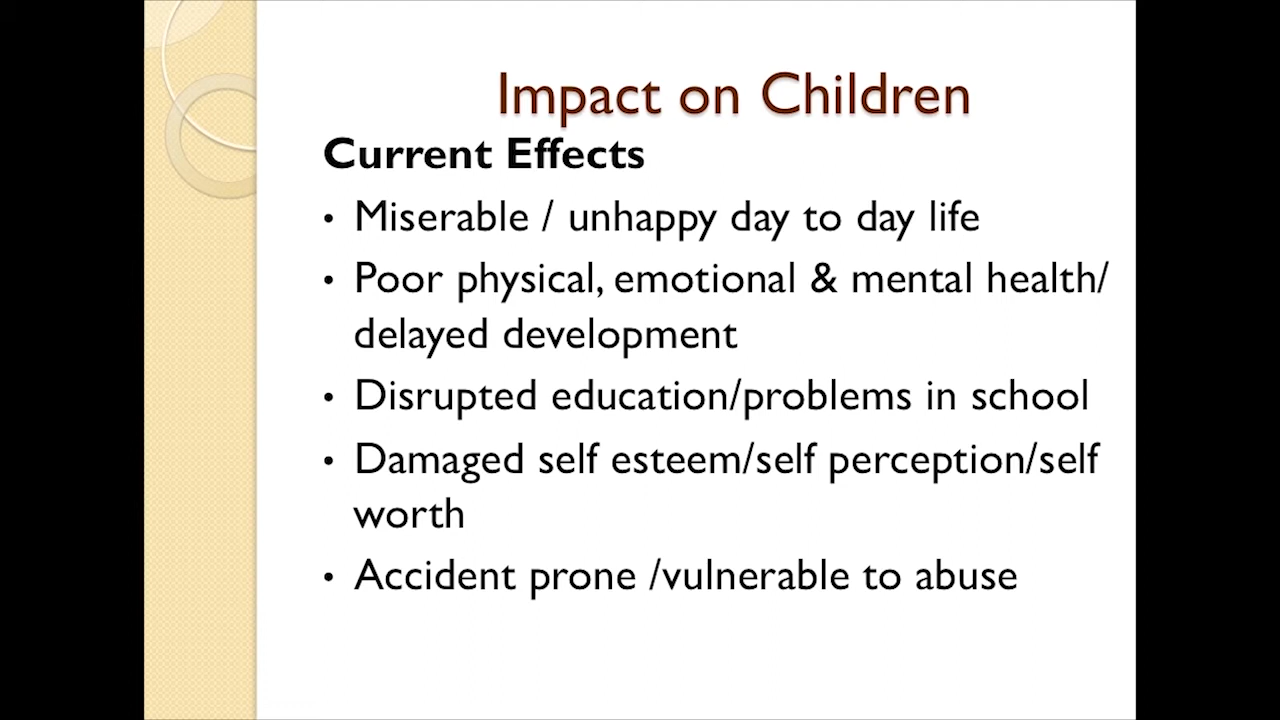 Impact on Children
Current Effects
• Miserable / unhappy day to day life
• Poor physical, emotional & mental health/
delayed development
• Disrupted education/problems in school
• Damaged self esteem/self perception/self
worth
• Accident prone /vulnerable to abuse